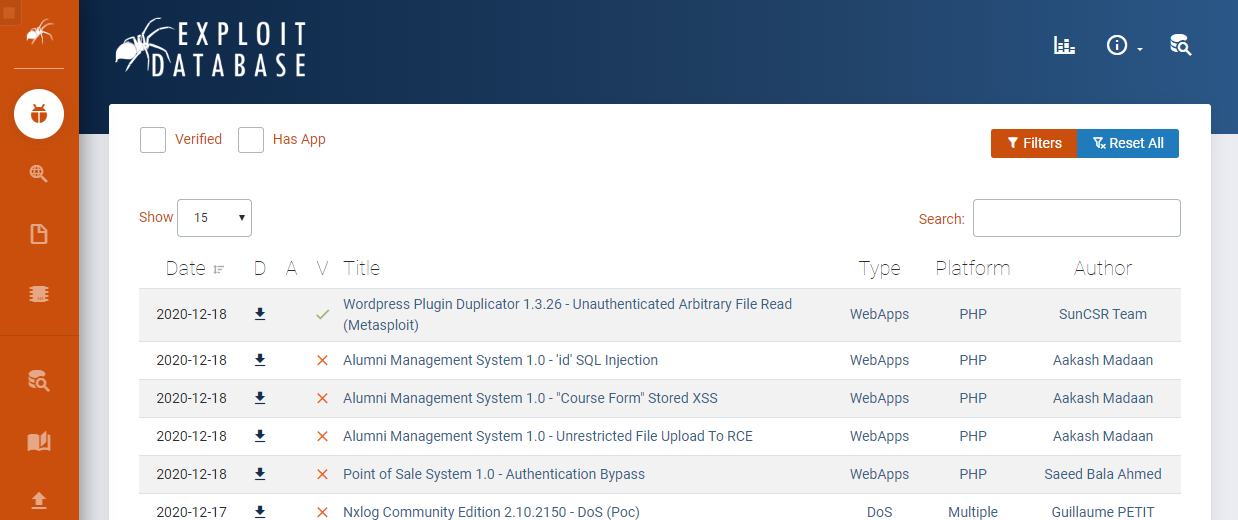 EXPLOIT
DATABASE
Verified Has App Filters Reset All
Show 15 Search:
Date D A V Title Type Platform Author
2020-12-18 Wordpress Plugin Duplicator 1.3.26 - Unauthenticated Arbitrary File Read WebApps PHP SunCSR Team
(Metasploit)
2020-12-18 Alumni Management System 1.0 - 'id' SQL Injection WebApps PHP Aakash Madaan
2020-12-18 Alumni Management System 1.0 - "Course Form" Stored XSS WebApps PHP Aakash Madaan
2020-12-18 Alumni Management System 1.0 - Unrestricted File Upload To RCE WebApps PHP Aakash Madaan
2020-12-18 Point of Sale System 1.0 - Authentication Bypass WebApps PHP Saeed Bala Ahmed
2020-12-17 Nxlog Community Edition 2.10.2150 - DoS (Poc) DoS Multiple Guillaume PETIT